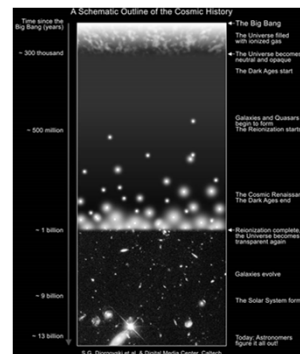 A Schematic Outline of the Cosmic History
Time since the
Big Bang (years)
The Big Bang
The Universe filled
with ionized gas
~ 300 thousand
The Universe becomes
neutral and opaque
The Dark Ages start
Galaxies and Quasars
begin to form
The Reionization starts
~ 500 million
The Cosmic Renaissance
The Dark Ages end
~ 1 billion
Reionization complete,
the Universe becomes
transparent again
Galaxies evolve
~ 9 billion
The Solar System forms
~ 13 billion
Today: Astronomers
figure it all out!
S.G. Djorgovski et al. & Digital Media Center, Caltech